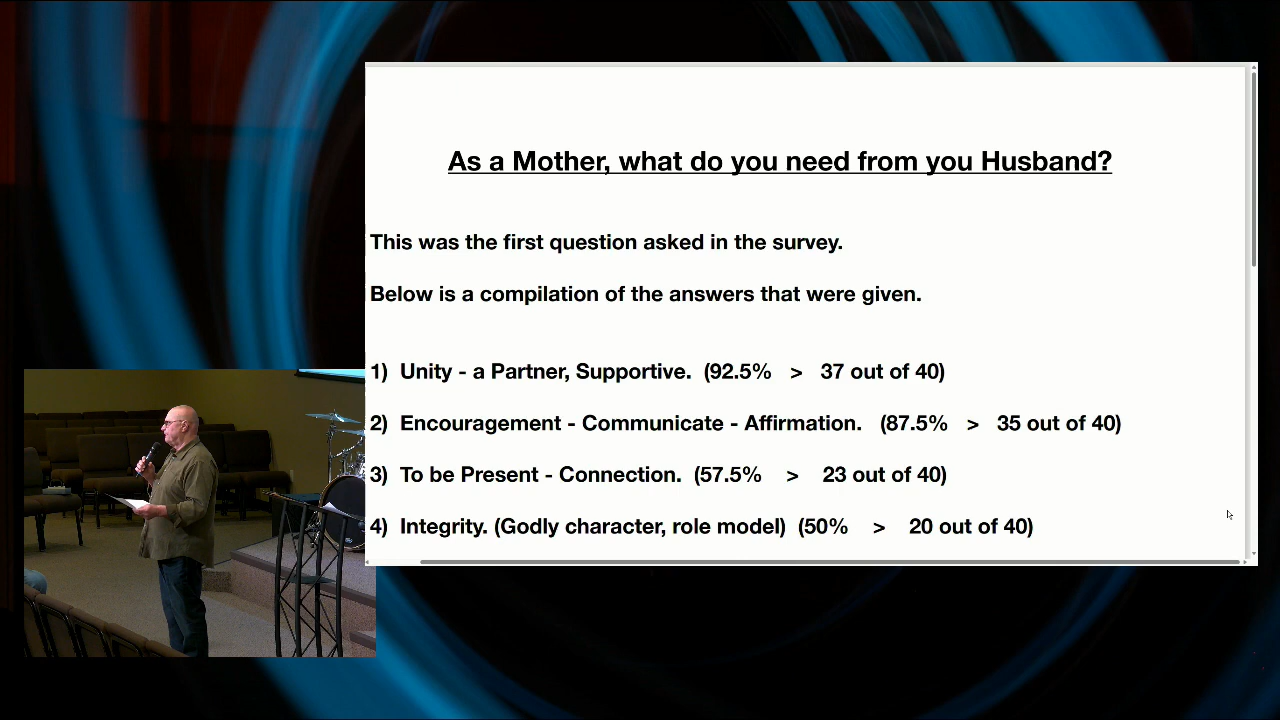 As a Mother, what do you need from you Husband?
This was the first question asked in the survey.
Below is a compilation of the answers that were given.
1) Unity - a Partner, Supportive. (92.5% > 37 out of 40)
2) Encouragement - Communicate - Affirmation. (87.5% > 35 out of 40)
3) To be Present - Connection. (57.5% > 23 out of 40)
4) Integrity. (Godly character, role model) (50% > 20 out of 40)